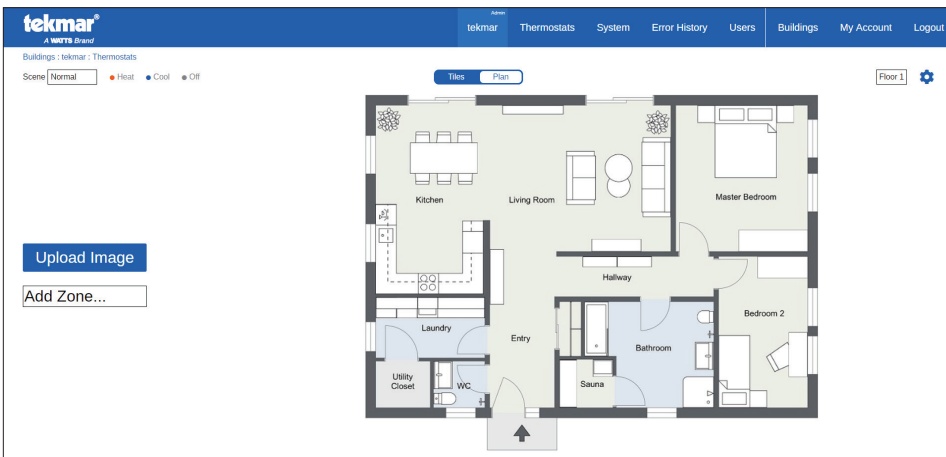 tekmar®
A WATTS Brand
Admin
tekmar Thermostats System Error History Users Buildings My Account Logout
Buildings : tekmar : Thermostats
Scene Normal Heat Cool Off Tiles Plan Floor 1
Kitchen Living Room Master Bedroom
Upload Image
Hallway
Add Zone...
Bedroom 2
Laundry
Entry
Bathroom
Utility
Closet
WC
Sauna